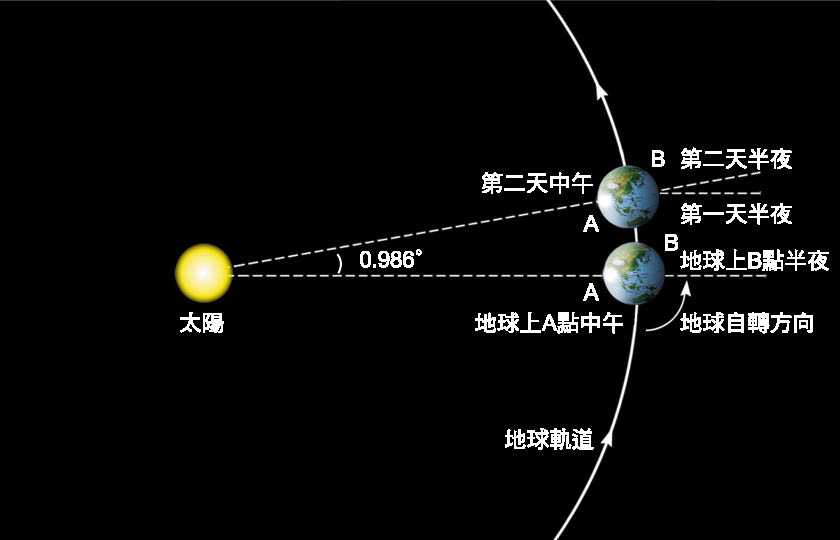 B 第二天半夜
第二天中午
A
第一天半夜
B
地球上B點半夜
0.986°
A
太陽
地球上A點中午
地球自轉方向
地球軌道